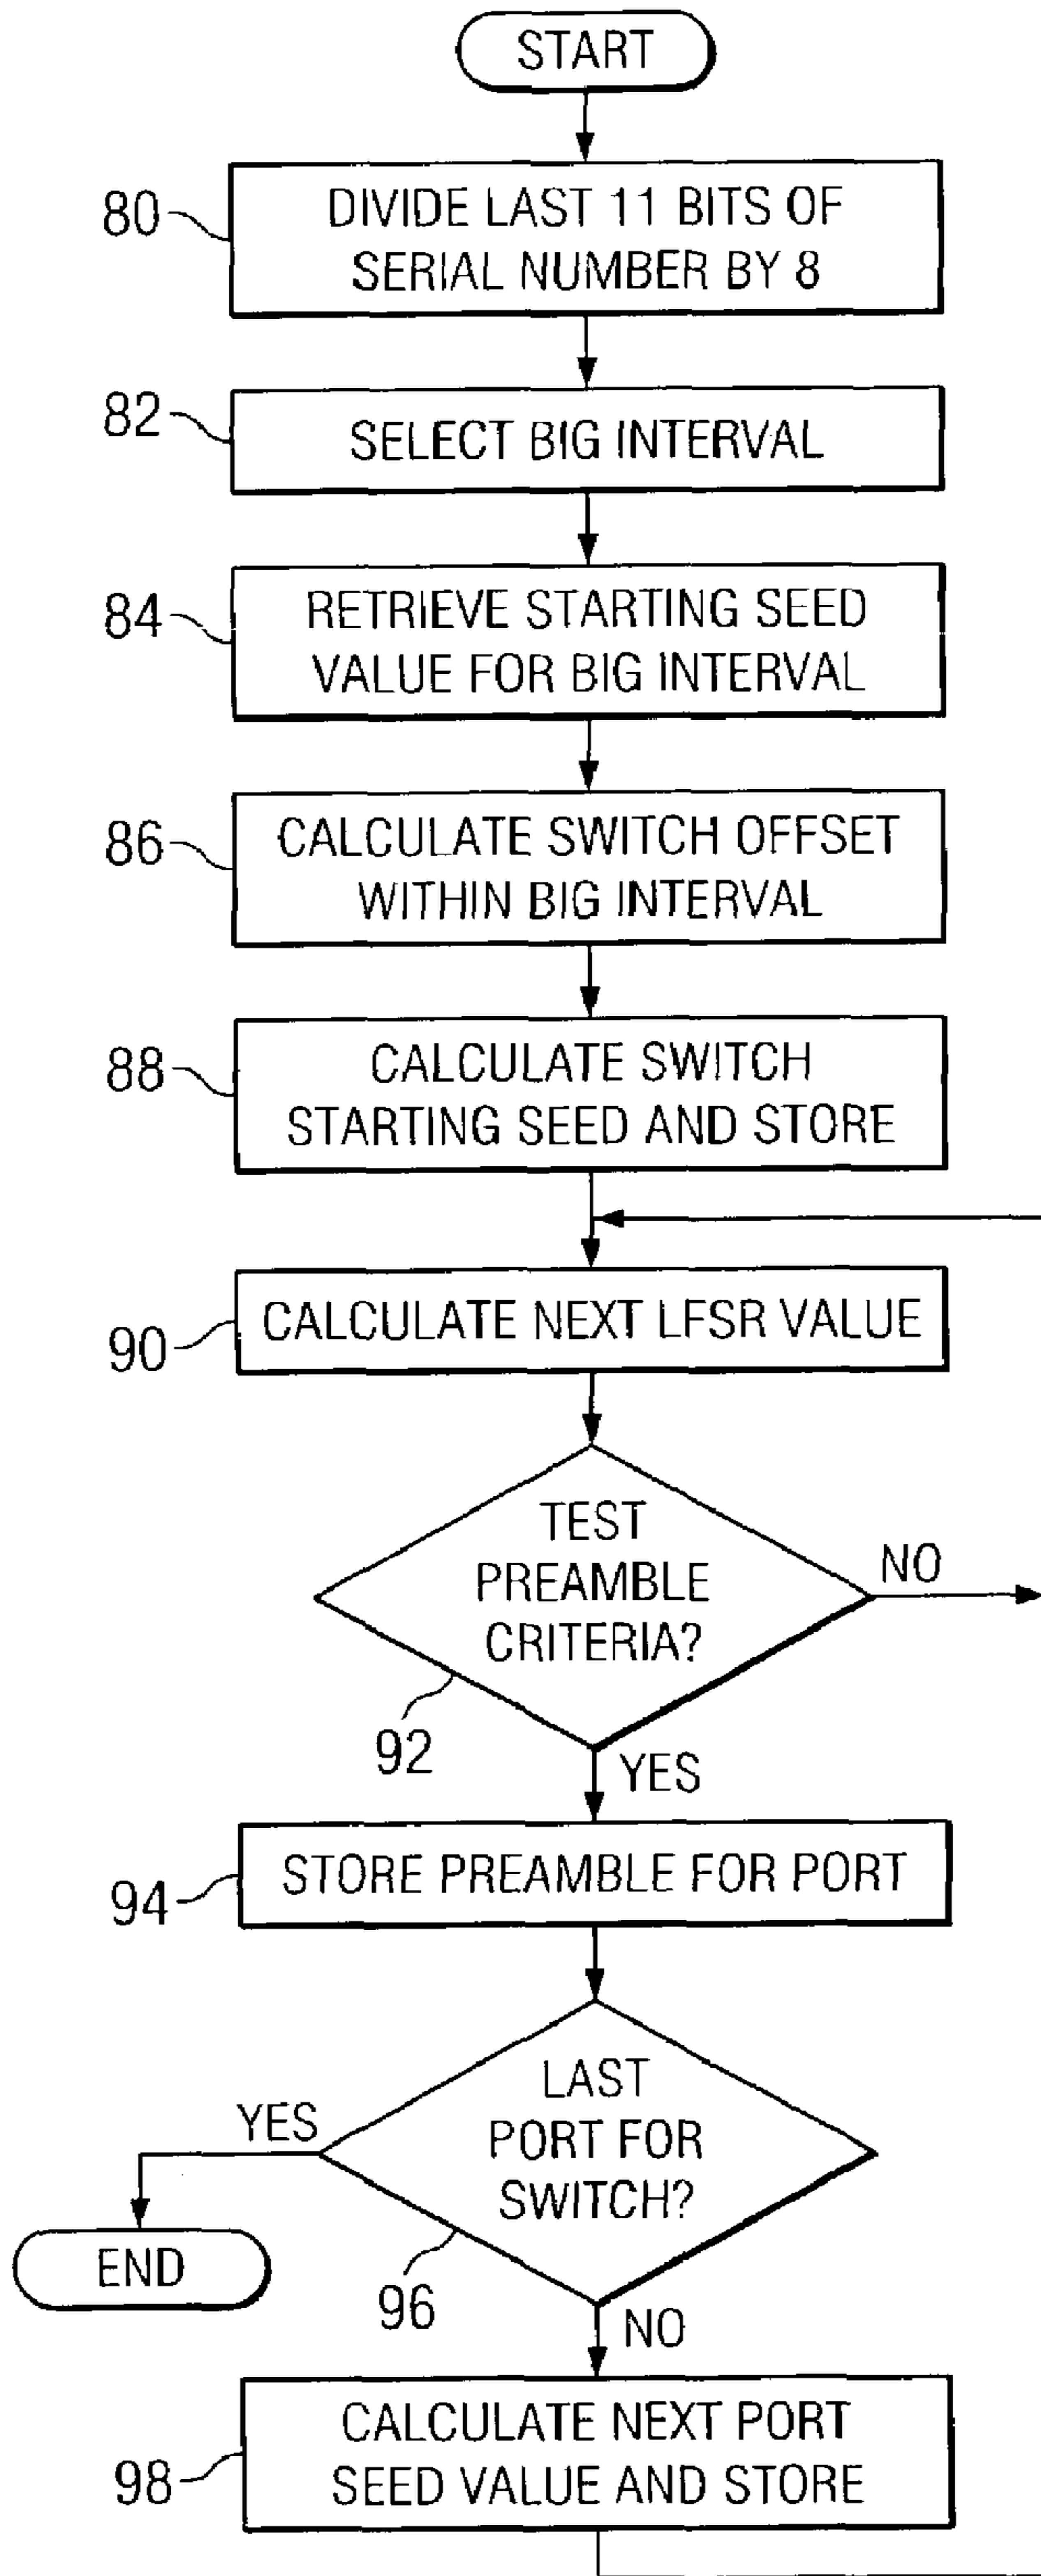 START
80
DIVIDE LAST 11 BITS OF
SERIAL NUMBER BY 8
82
SELECT BIG INTERVAL
84
RETRIEVE STARTING SEED
VALUE FOR BIG INTERVAL
86
CALCULATE SWITCH OFFSET
WITHIN BIG INTERVAL
88
CALCULATE SWITCH
STARTING SEED AND STORE
90
CALCULATE NEXT LFSR VALUE
TEST
PREAMBLE
CRITERIA?
NO
92
YES
94
STORE PREAMBLE FOR PORT
LAST
PORT FOR
SWITCH?
YES
END
96
NO
98
CALCULATE NEXT PORT
SEED VALUE AND STORE